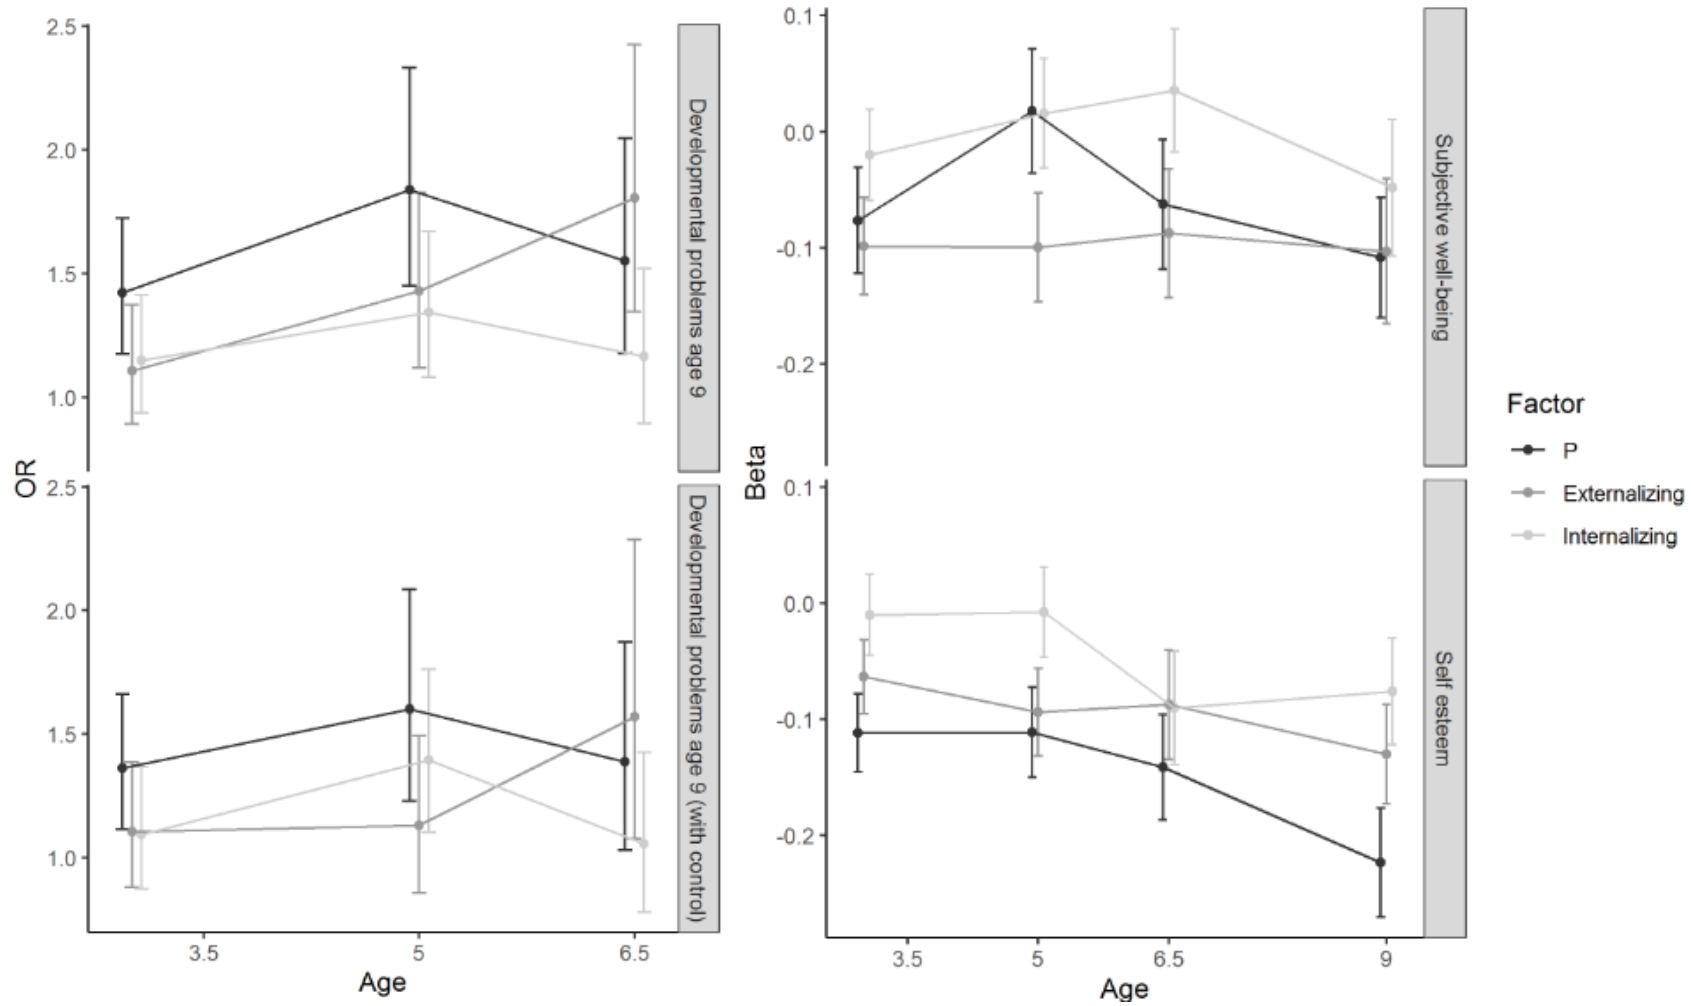 2.5
2.0
1.5
1.0
Developmental problems age 9
OR
2.5
2.0
1.5
1.0
Developmental problems age 9 (with control)
3.5 5 6.5
Age
0.1
0.0
-0.1
-0.2
Subjective well-being
Beta
0.1
0.0
-0.1
-0.2
Self esteem
3.5 5 6.5 9
Age
Factor
P
Externalizing
Internalizing